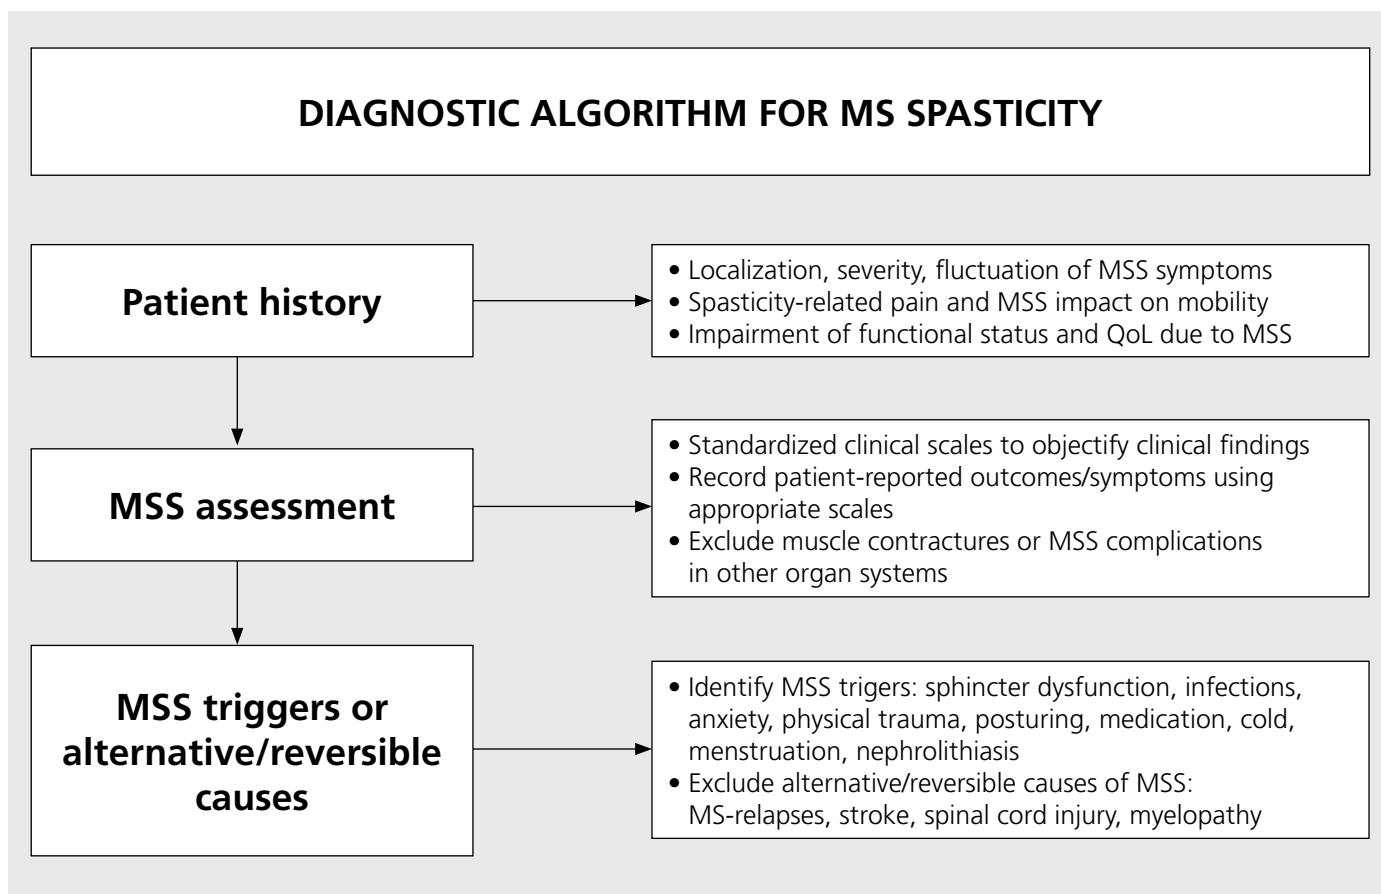 DIAGNOSTIC ALGORITHM FOR MS SPASTICITY
Patient history
• Localization, severity, fluctuation of MSS symptoms
• Spasticity-related pain and MSS impact on mobility
• Impairment of functional status and QoL due to MSS
MSS assessment
• Standardized clinical scales to objectify clinical findings
• Record patient-reported outcomes/symptoms using
appropriate scales
• Exclude muscle contractures or MSS complications
in other organ systems
MSS triggers or
alternative/reversible
causes
• Identify MSS trigers: sphincter dysfunction, infections,
anxiety, physical trauma, posturing, medication, cold,
menstruation, nephrolithiasis
• Exclude alternative/reversible causes of MSS:
MS-relapses, stroke, spinal cord injury, myelopathy